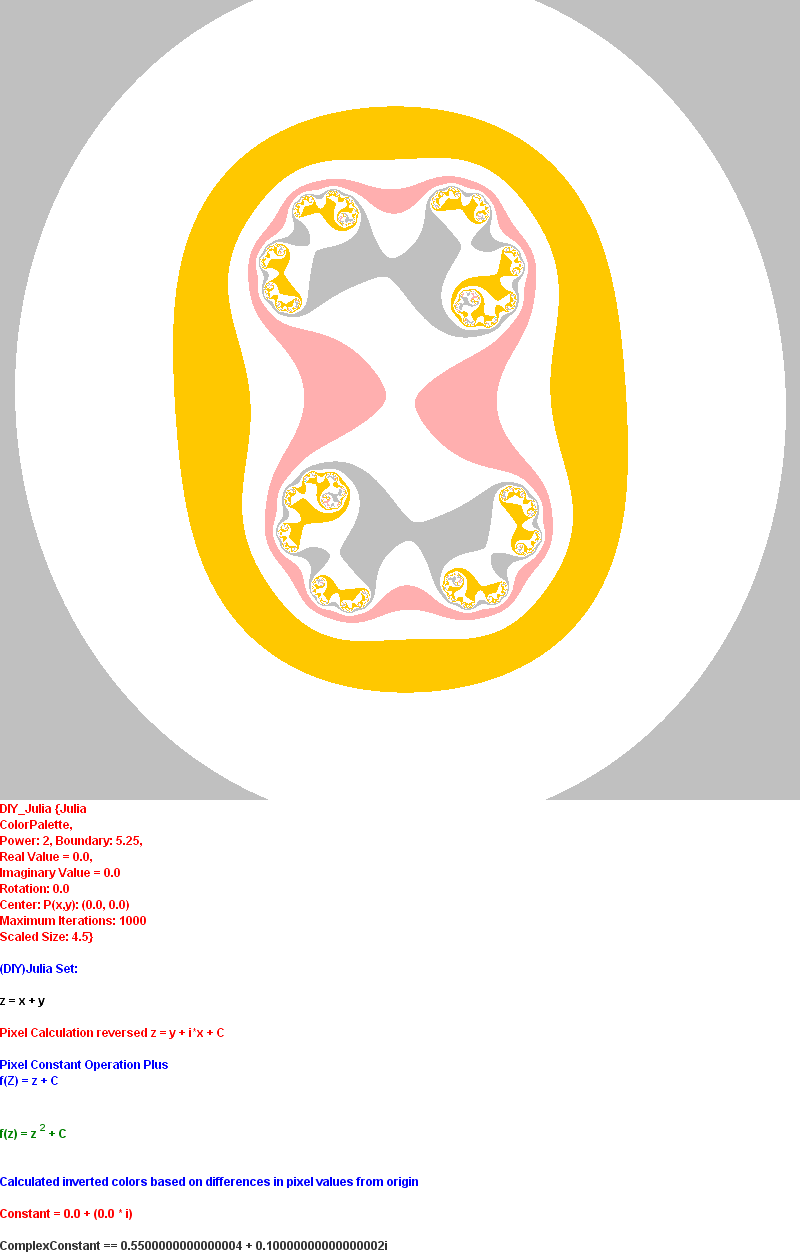 DIY_Julia {Julia
ColorPalette,
Power: 2, Boundary: 5.25,
Real Value = 0.0,
Imaginary Value = 0.0
Rotation: 0.0
Center: P(x,y): (0.0, 0.0)
Maximum Iterations: 1000
Scaled Size: 4.5}
(DIY)Julia Set:
z = x + y
Pixel Calculation reversed z = y + i*x + C
Pixel Constant Operation Plus
f(Z) = z + C
f(z) = z 2 + C
Calculated inverted colors based on differences in pixel values from origin
Constant = 0.0 + (0.0 * i)
ComplexConstant == 0.5500000000000004 + 0.10000000000000002i